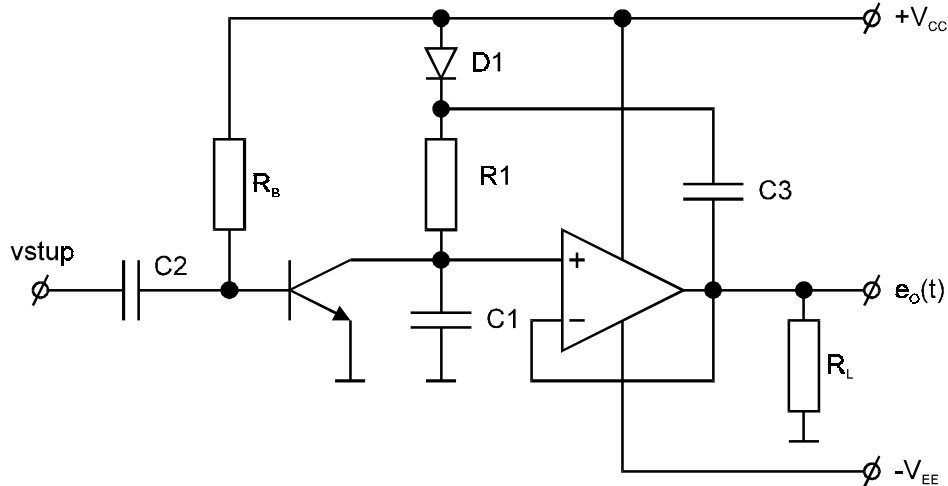 +V_CC
D1
R_B
R1
C3
vstup
C2
+
e_O(t)
C1
−
R_L
-V_EE